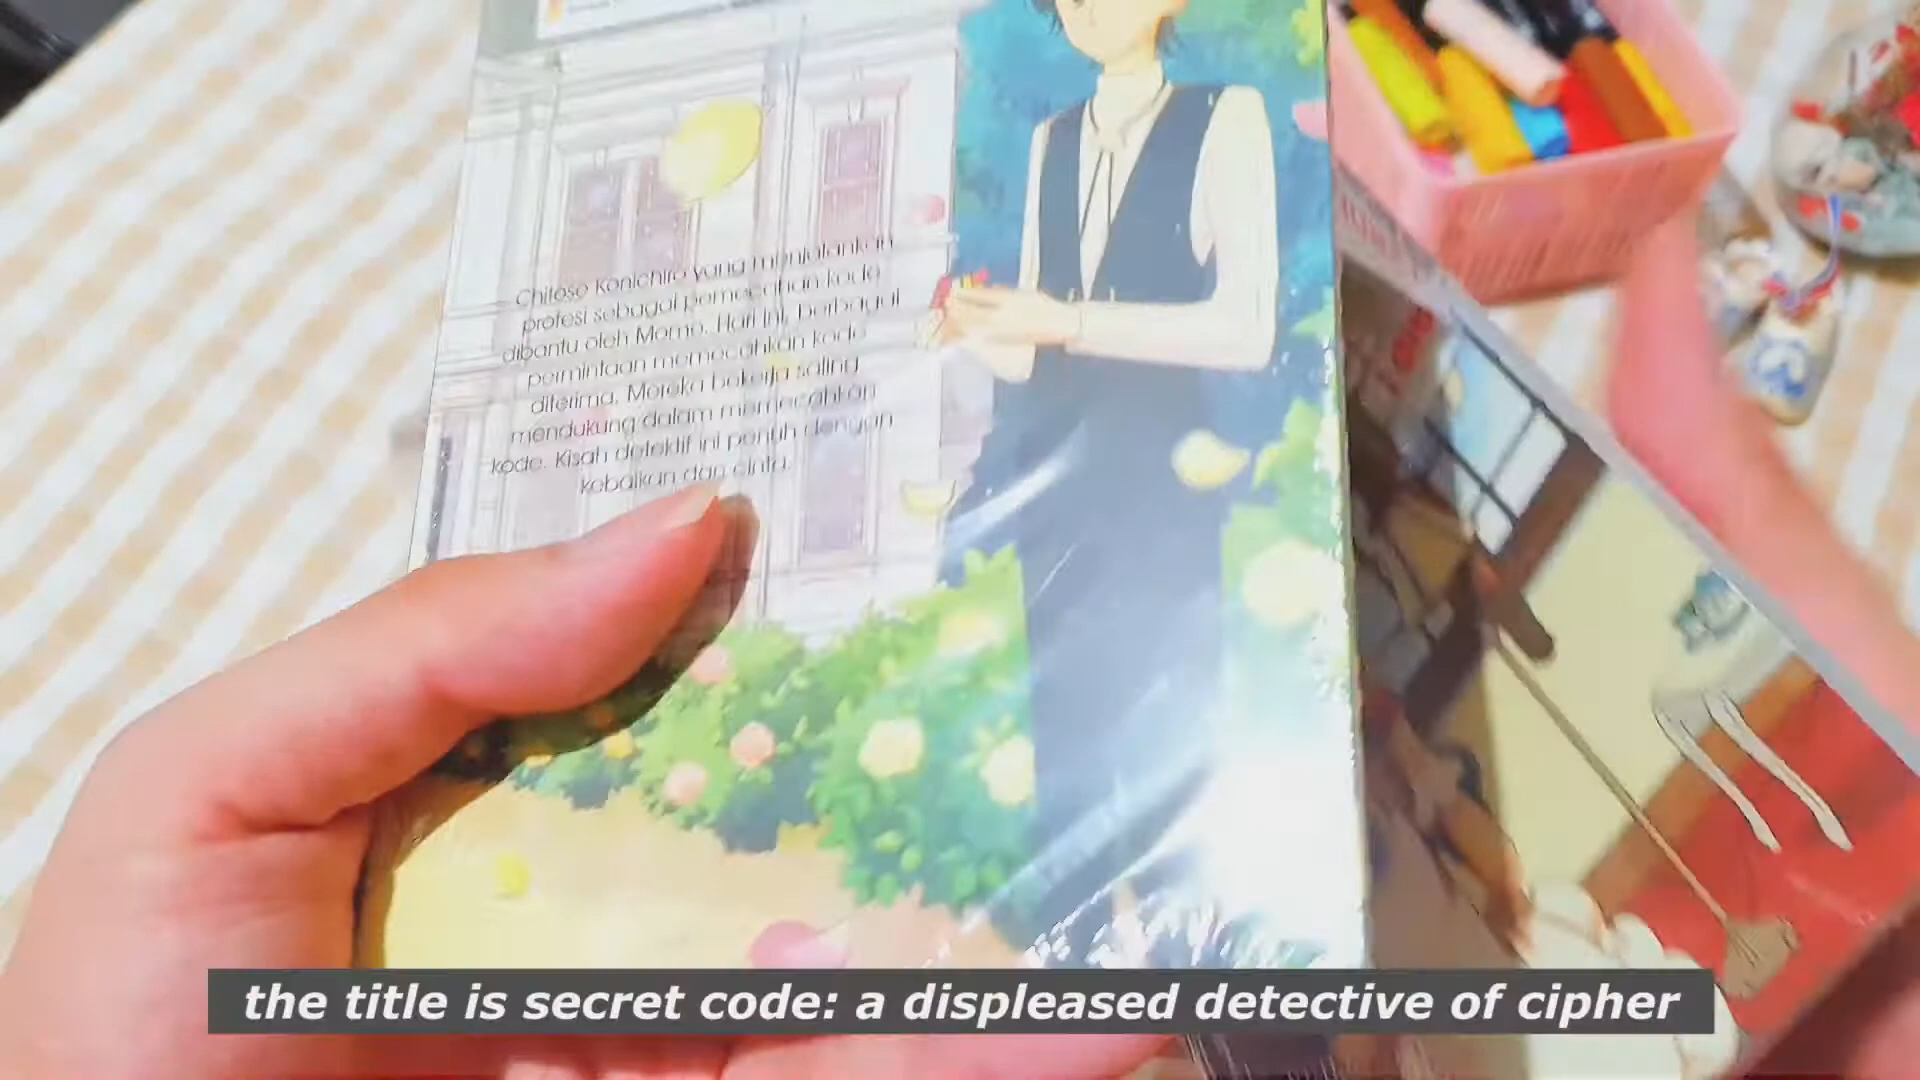 Chitose Konichiro yang menjalankan
profesi sebagai pemecahan kode
dibantu oleh Momo. Hari ini, berbagai
permintaan memecahkan kode
diterima. Mereka bekerja saling
mendukung dalam memecahkan
kode. Kisah detektif ini penuh dengan
kebaikan dan cinta.
the title is secret code: a displeased detective of cipher